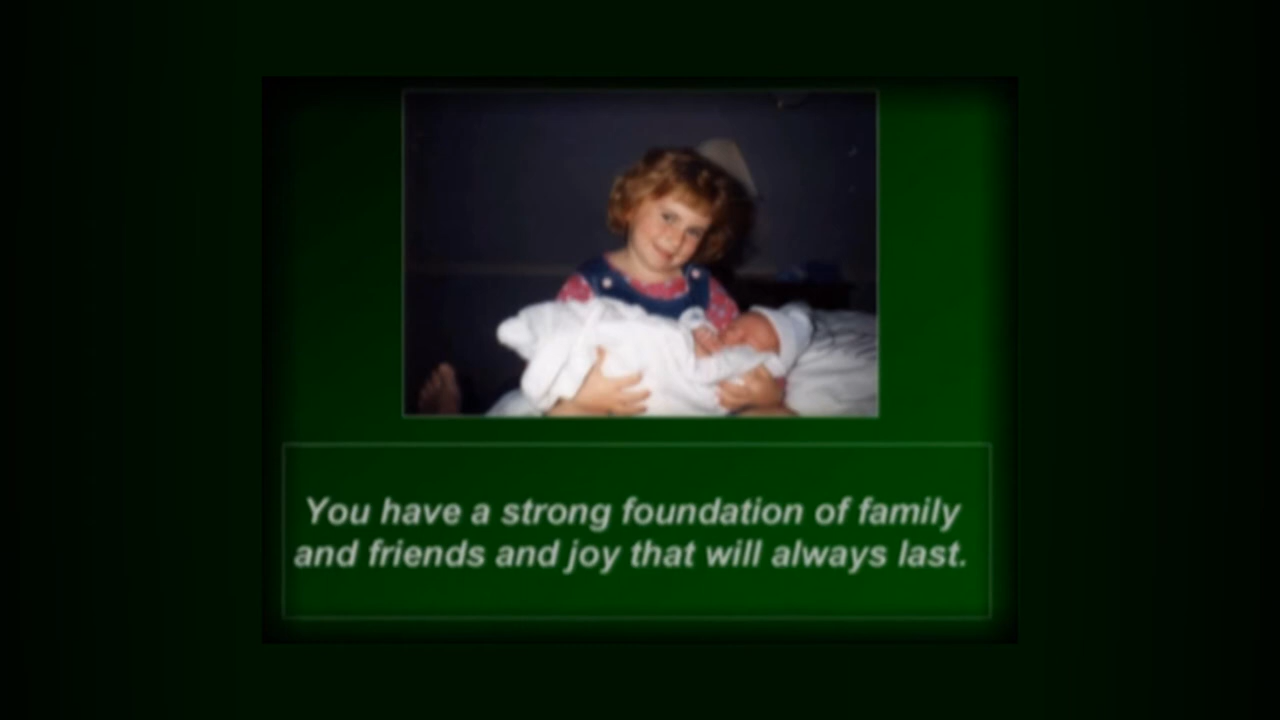 You have a strong foundation of family
and friends and joy that will always last.